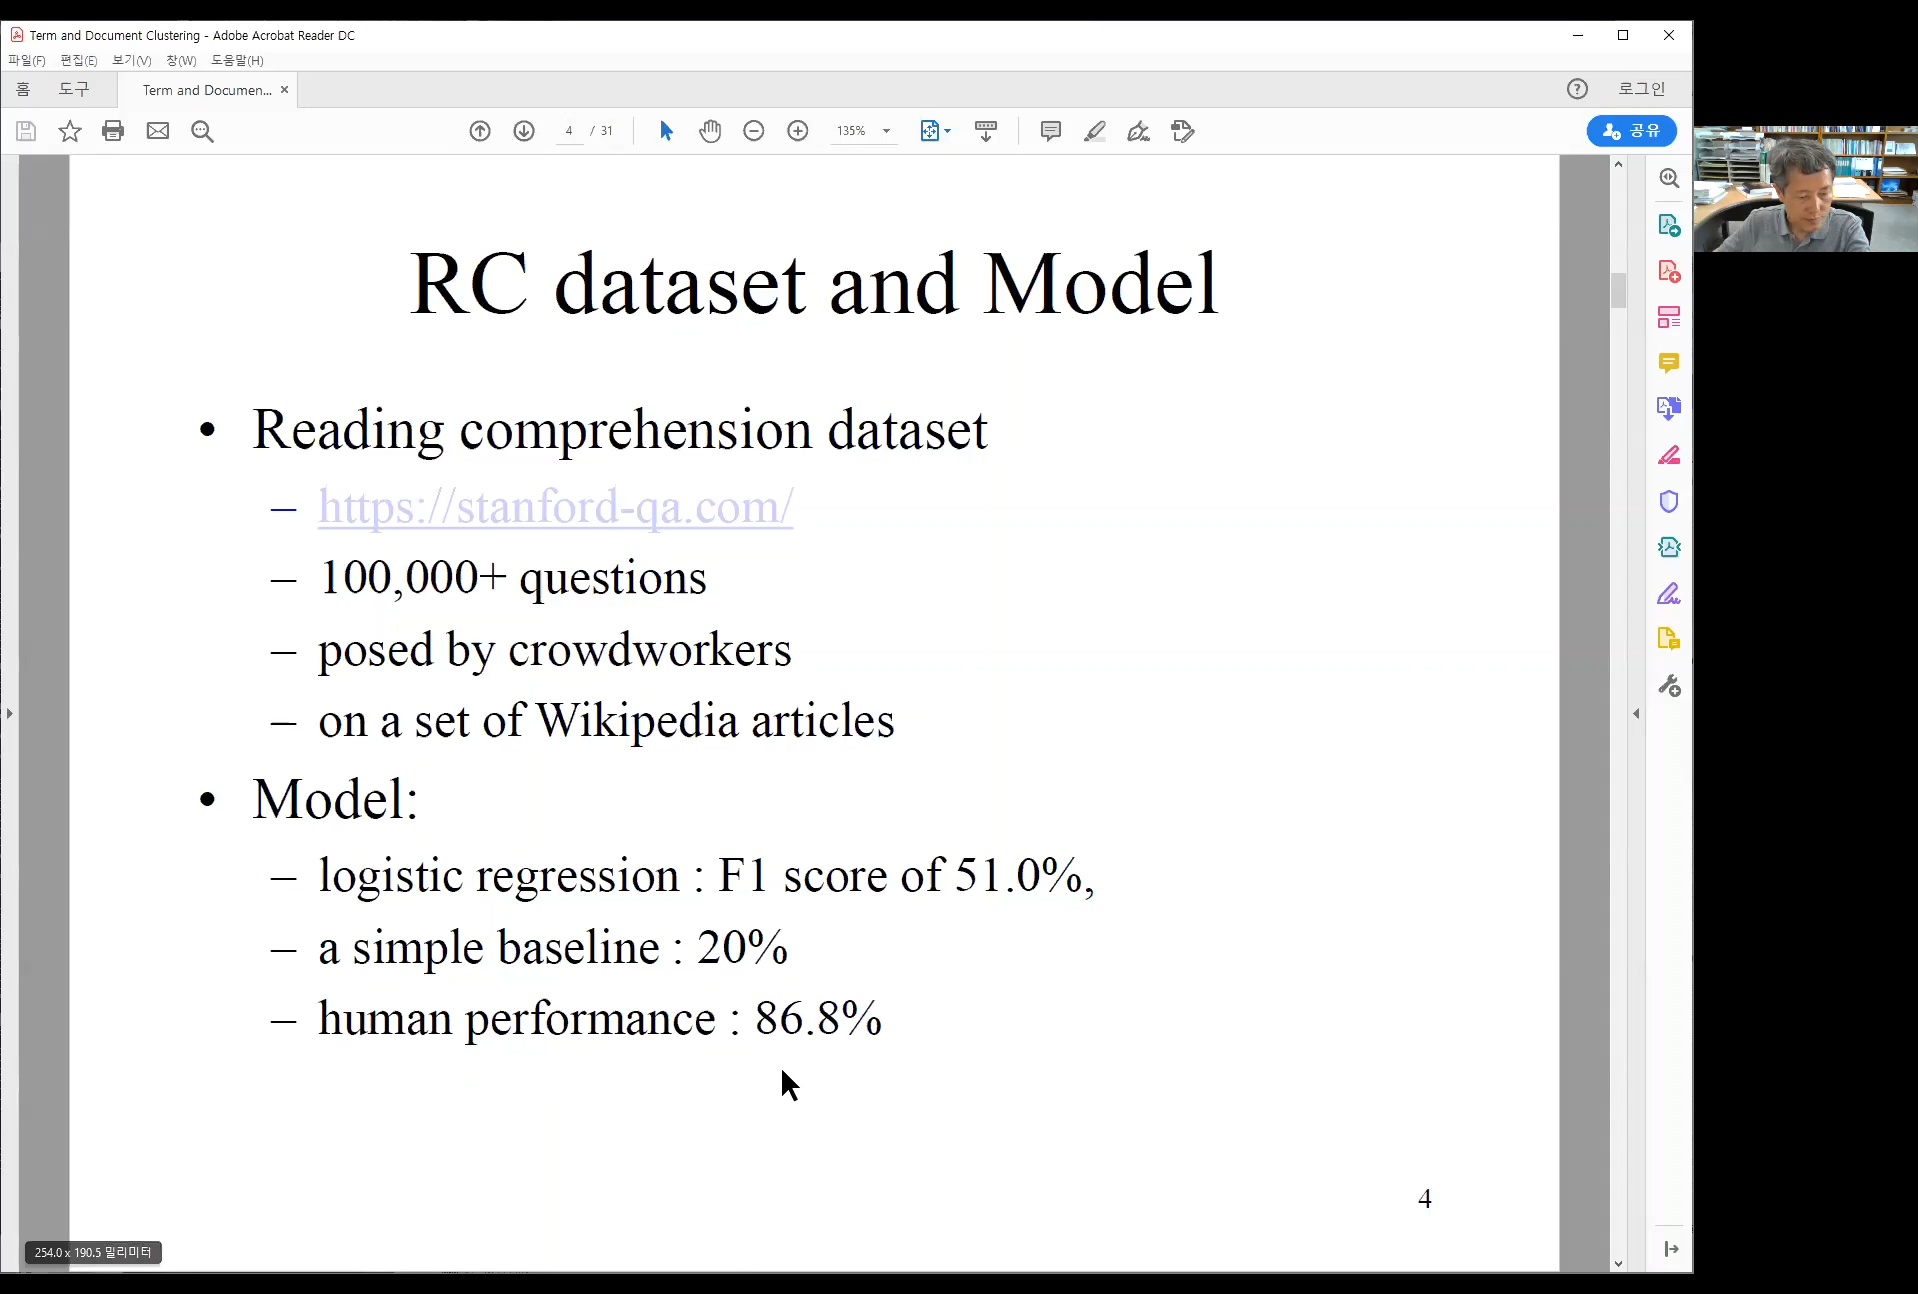 Term and Document Clustering - Adobe Acrobat Reader DC
파일(F) 편집(E) 보기(V) 창(W) 도움말(H)
홈 도구 Term and Documen... ×
로그인
4 / 31 135% 공유
RC dataset and Model
• Reading comprehension dataset
– https://stanford-qa.com/
– 100,000+ questions
– posed by crowdworkers
– on a set of Wikipedia articles
• Model:
– logistic regression : F1 score of 51.0%,
– a simple baseline : 20%
– human performance : 86.8%
4
254.0 x 190.5 밀리미터